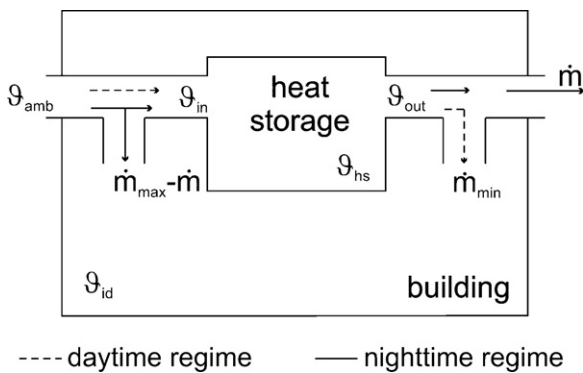 ṁ
heat
ϑamb ϑin ϑout
storage
ϑhs
ṁmax-ṁ ṁmin
ϑid building
daytime regime nighttime regime